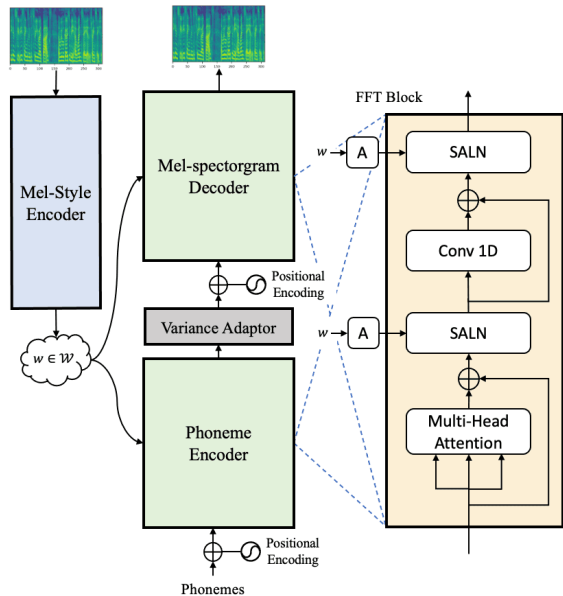 FFT Block
Mel-Style
Encoder
Mel-spectorgram
Decoder
w
A
SALN
Conv 1D
Positional
Encoding
Variance Adaptor
w
A
SALN
w ∈ 𝒲
Phoneme
Encoder
Multi-Head
Attention
Positional
Encoding
Phonemes